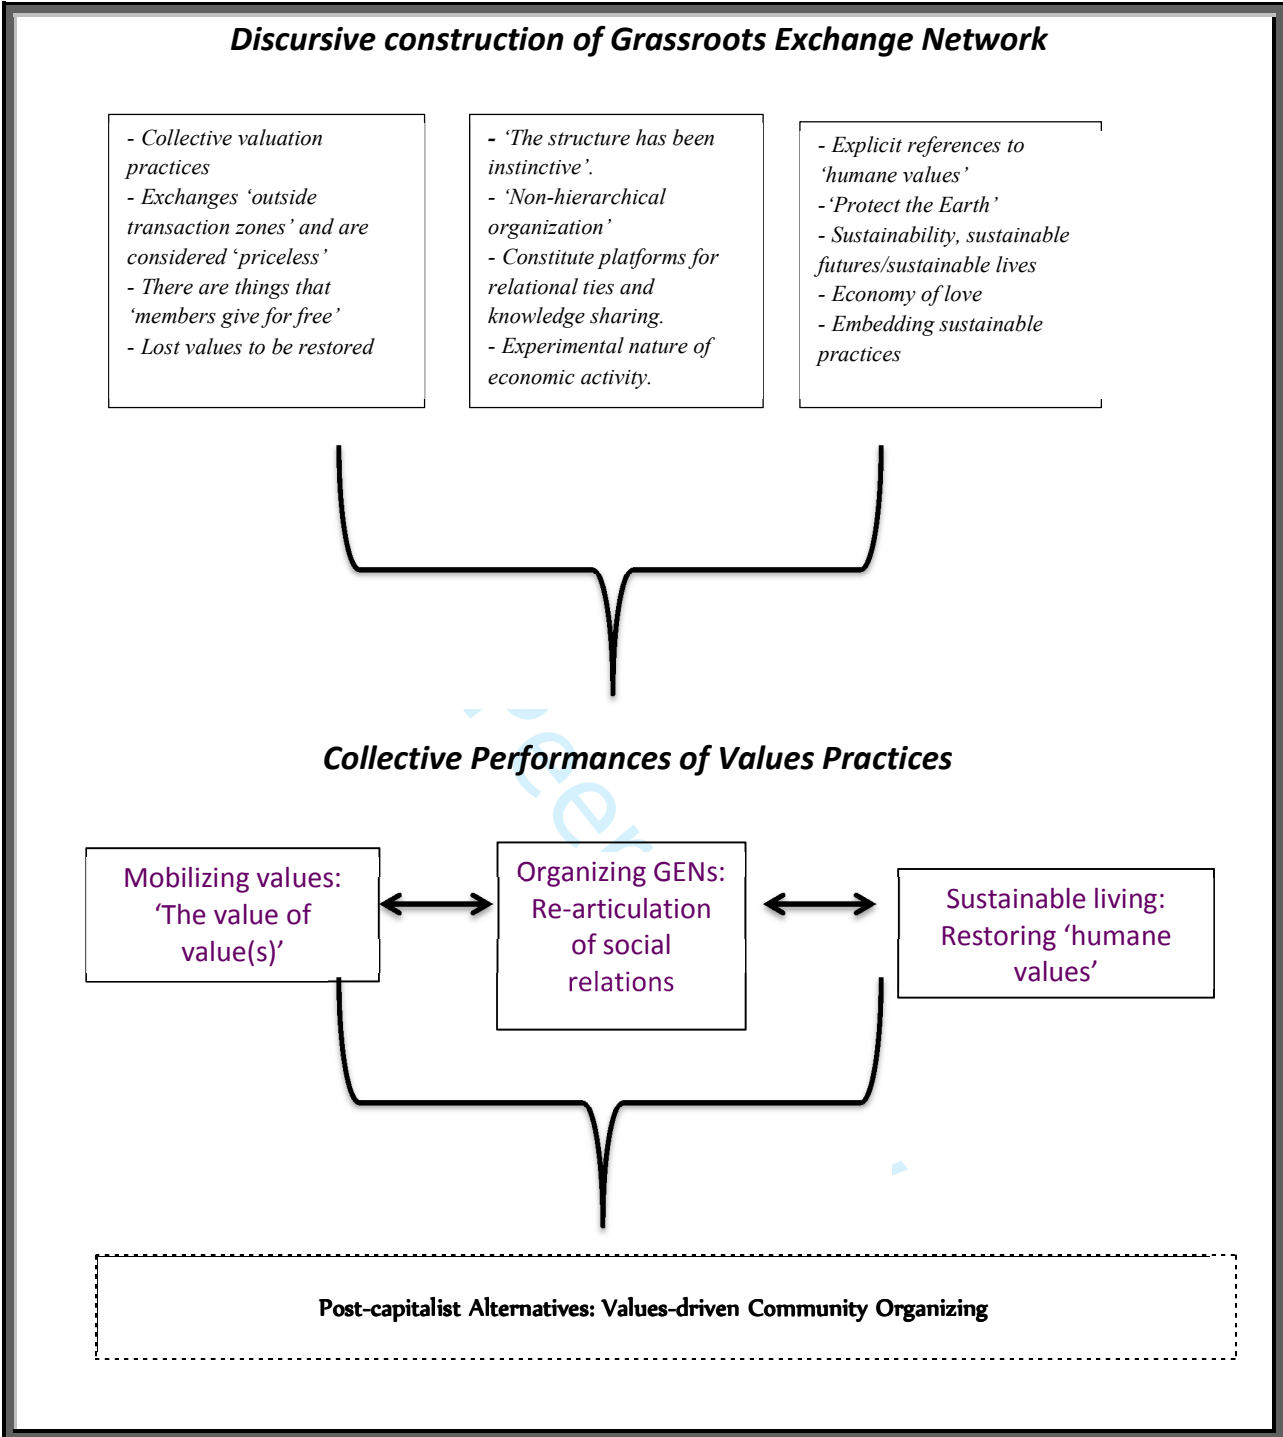 Discursive construction of Grassroots Exchange Network
- Collective valuation
practices
- Exchanges ‘outside
transaction zones’ and are
considered ‘priceless’
- There are things that
‘members give for free’
- Lost values to be restored
- ‘The structure has been
instinctive’.
- ‘Non-hierarchical
organization’
- Constitute platforms for
relational ties and
knowledge sharing.
- Experimental nature of
economic activity.
- Explicit references to
‘humane values’
-‘Protect the Earth’
- Sustainability, sustainable
futures/sustainable lives
- Economy of love
- Embedding sustainable
practices
Peer
Collective Performances of Values Practices
Mobilizing values:
‘The value of
value(s)’
Organizing GENs:
Re-articulation
of social
relations
Sustainable living:
Restoring ‘humane
values’
Post-capitalist Alternatives: Values-driven Community Organizing